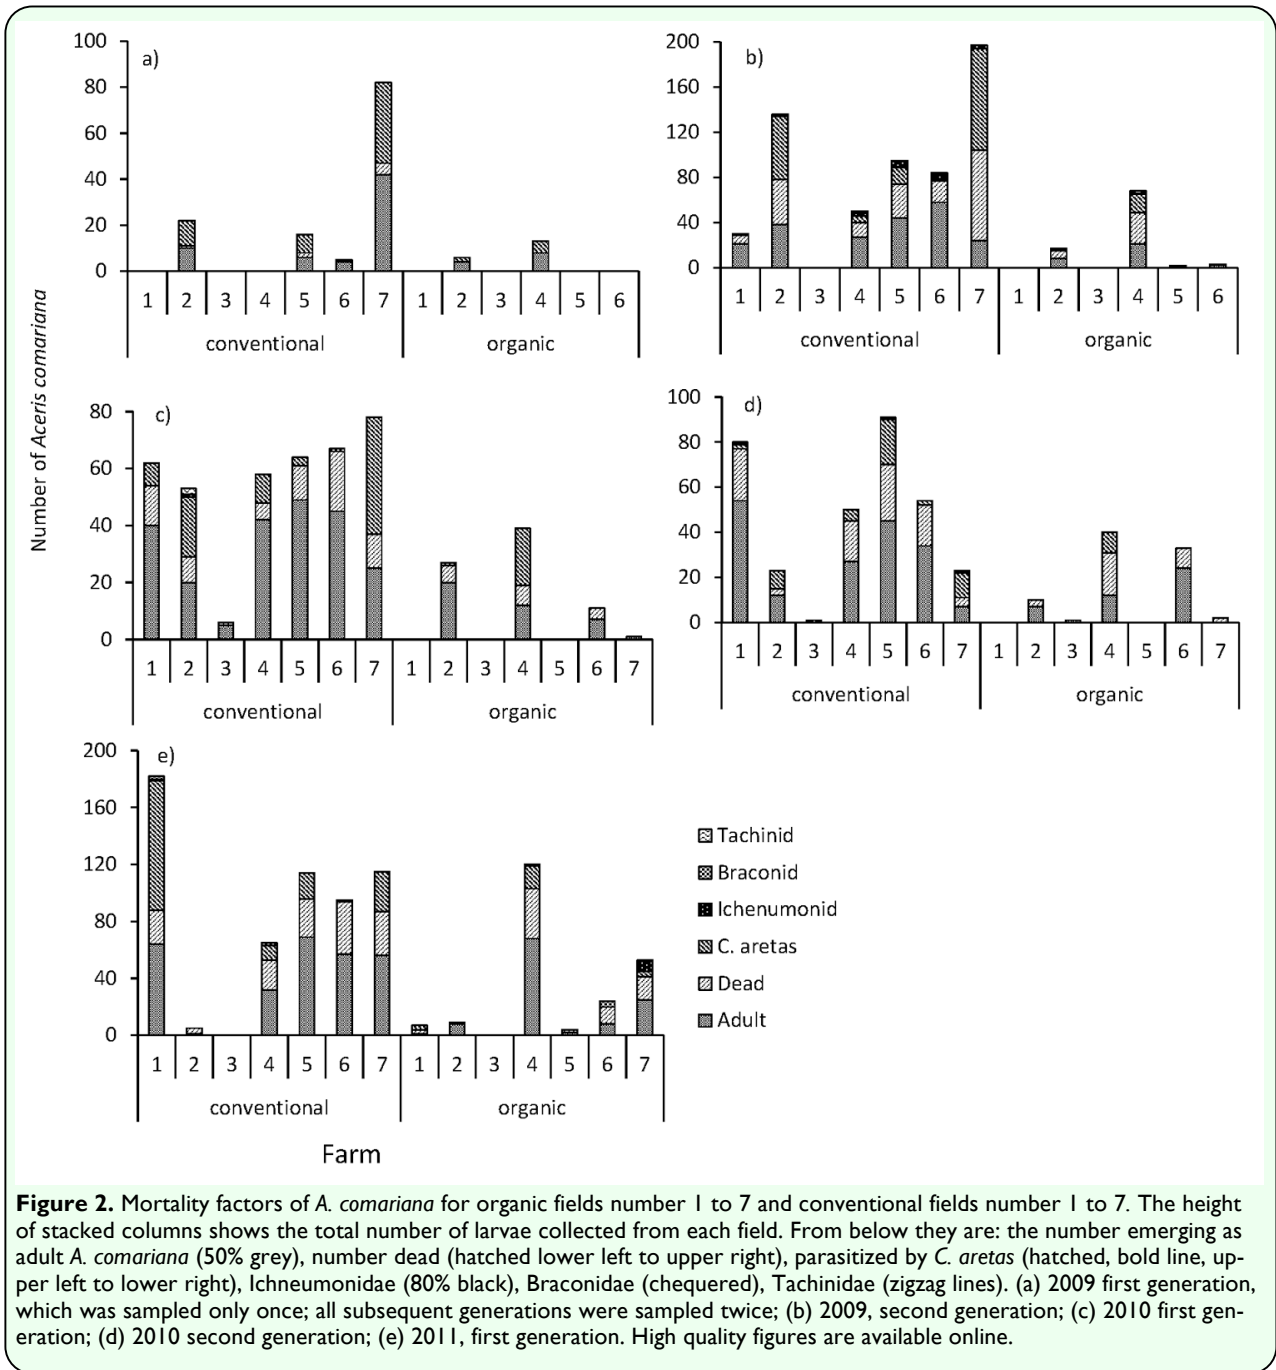 Number of Aceris comariana
a)
100
80
60
40
20
0
1 2 3 4 5 6 7 1 2 3 4 5 6
conventional organic
b)
200
160
120
80
40
0
1 2 3 4 5 6 7 1 2 3 4 5 6
conventional organic
c)
80
60
40
20
0
1 2 3 4 5 6 7 1 2 3 4 5 6 7
conventional organic
d)
100
80
60
40
20
0
1 2 3 4 5 6 7 1 2 3 4 5 6 7
conventional organic
e)
200
160
120
80
40
0
1 2 3 4 5 6 7 1 2 3 4 5 6 7
conventional organic
Farm
Tachinid
Braconid
Ichenumonid
C. aretas
Dead
Adult
Figure 2. Mortality factors of A. comariana for organic fields number 1 to 7 and conventional fields number 1 to 7. The height
of stacked columns shows the total number of larvae collected from each field. From below they are: the number emerging as
adult A. comariana (50% grey), number dead (hatched lower left to upper right), parasitized by C. aretas (hatched, bold line, up-
per left to lower right), Ichneumonidae (80% black), Braconidae (chequered), Tachinidae (zigzag lines). (a) 2009 first generation,
which was sampled only once; all subsequent generations were sampled twice; (b) 2009, second generation; (c) 2010 first gen-
eration; (d) 2010 second generation; (e) 2011, first generation. High quality figures are available online.